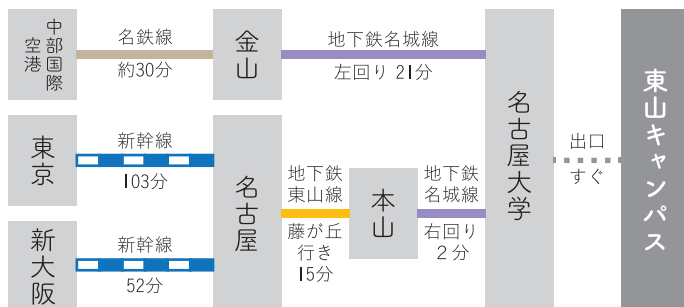 中部国際
空港
名鉄線
約30分
金山
地下鉄名城線
左回り 21分
東京
新幹線
103分
新大阪
新幹線
52分
名古屋
地下鉄
東山線
藤が丘
行き
15分
本山
地下鉄
名城線
右回り
2分
名古屋大学
出口
すぐ
東山キャンパス